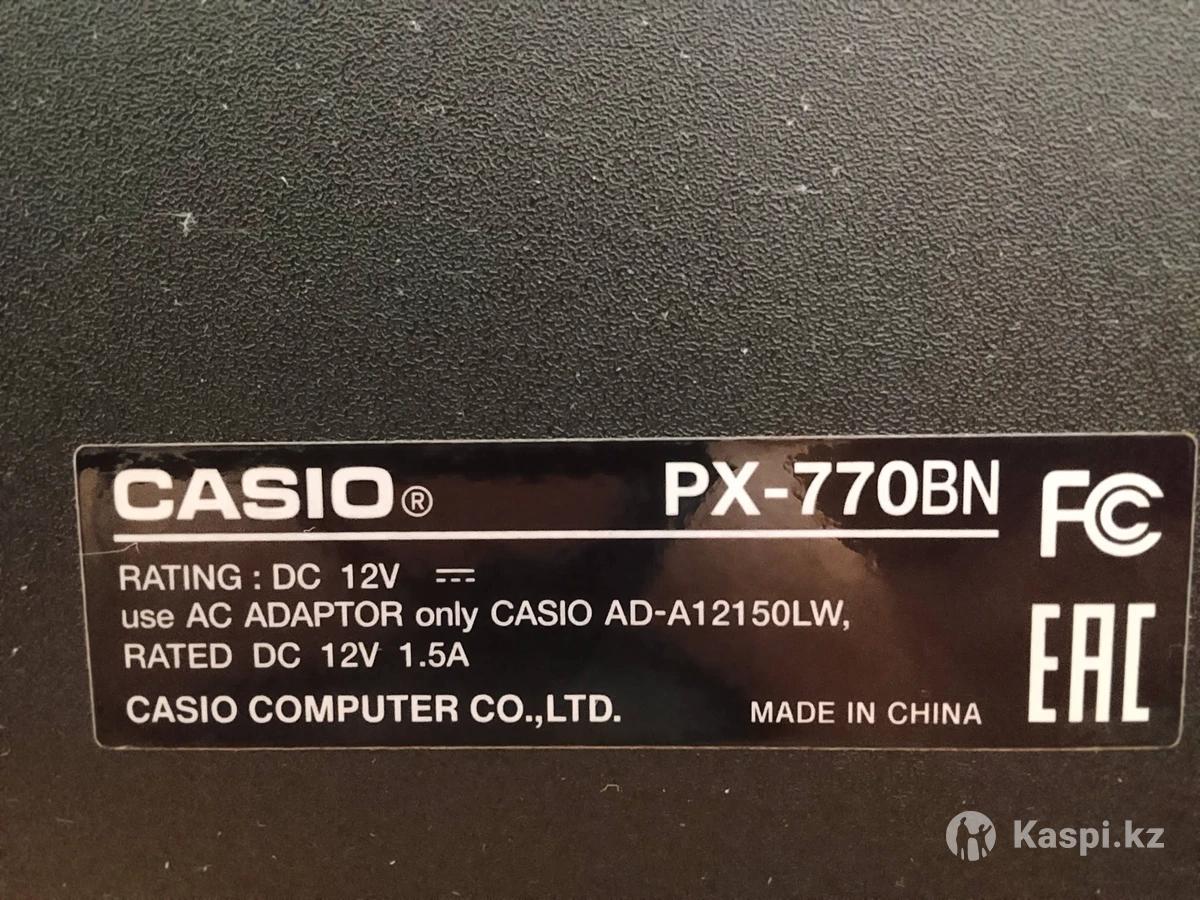 CASIO® PX-770BN FC
RATING : DC 12V ⎓
use AC ADAPTOR only CASIO AD-A12150LW,
RATED DC 12V 1.5A
EAC
CASIO COMPUTER CO.,LTD. MADE IN CHINA
Kaspi.kz